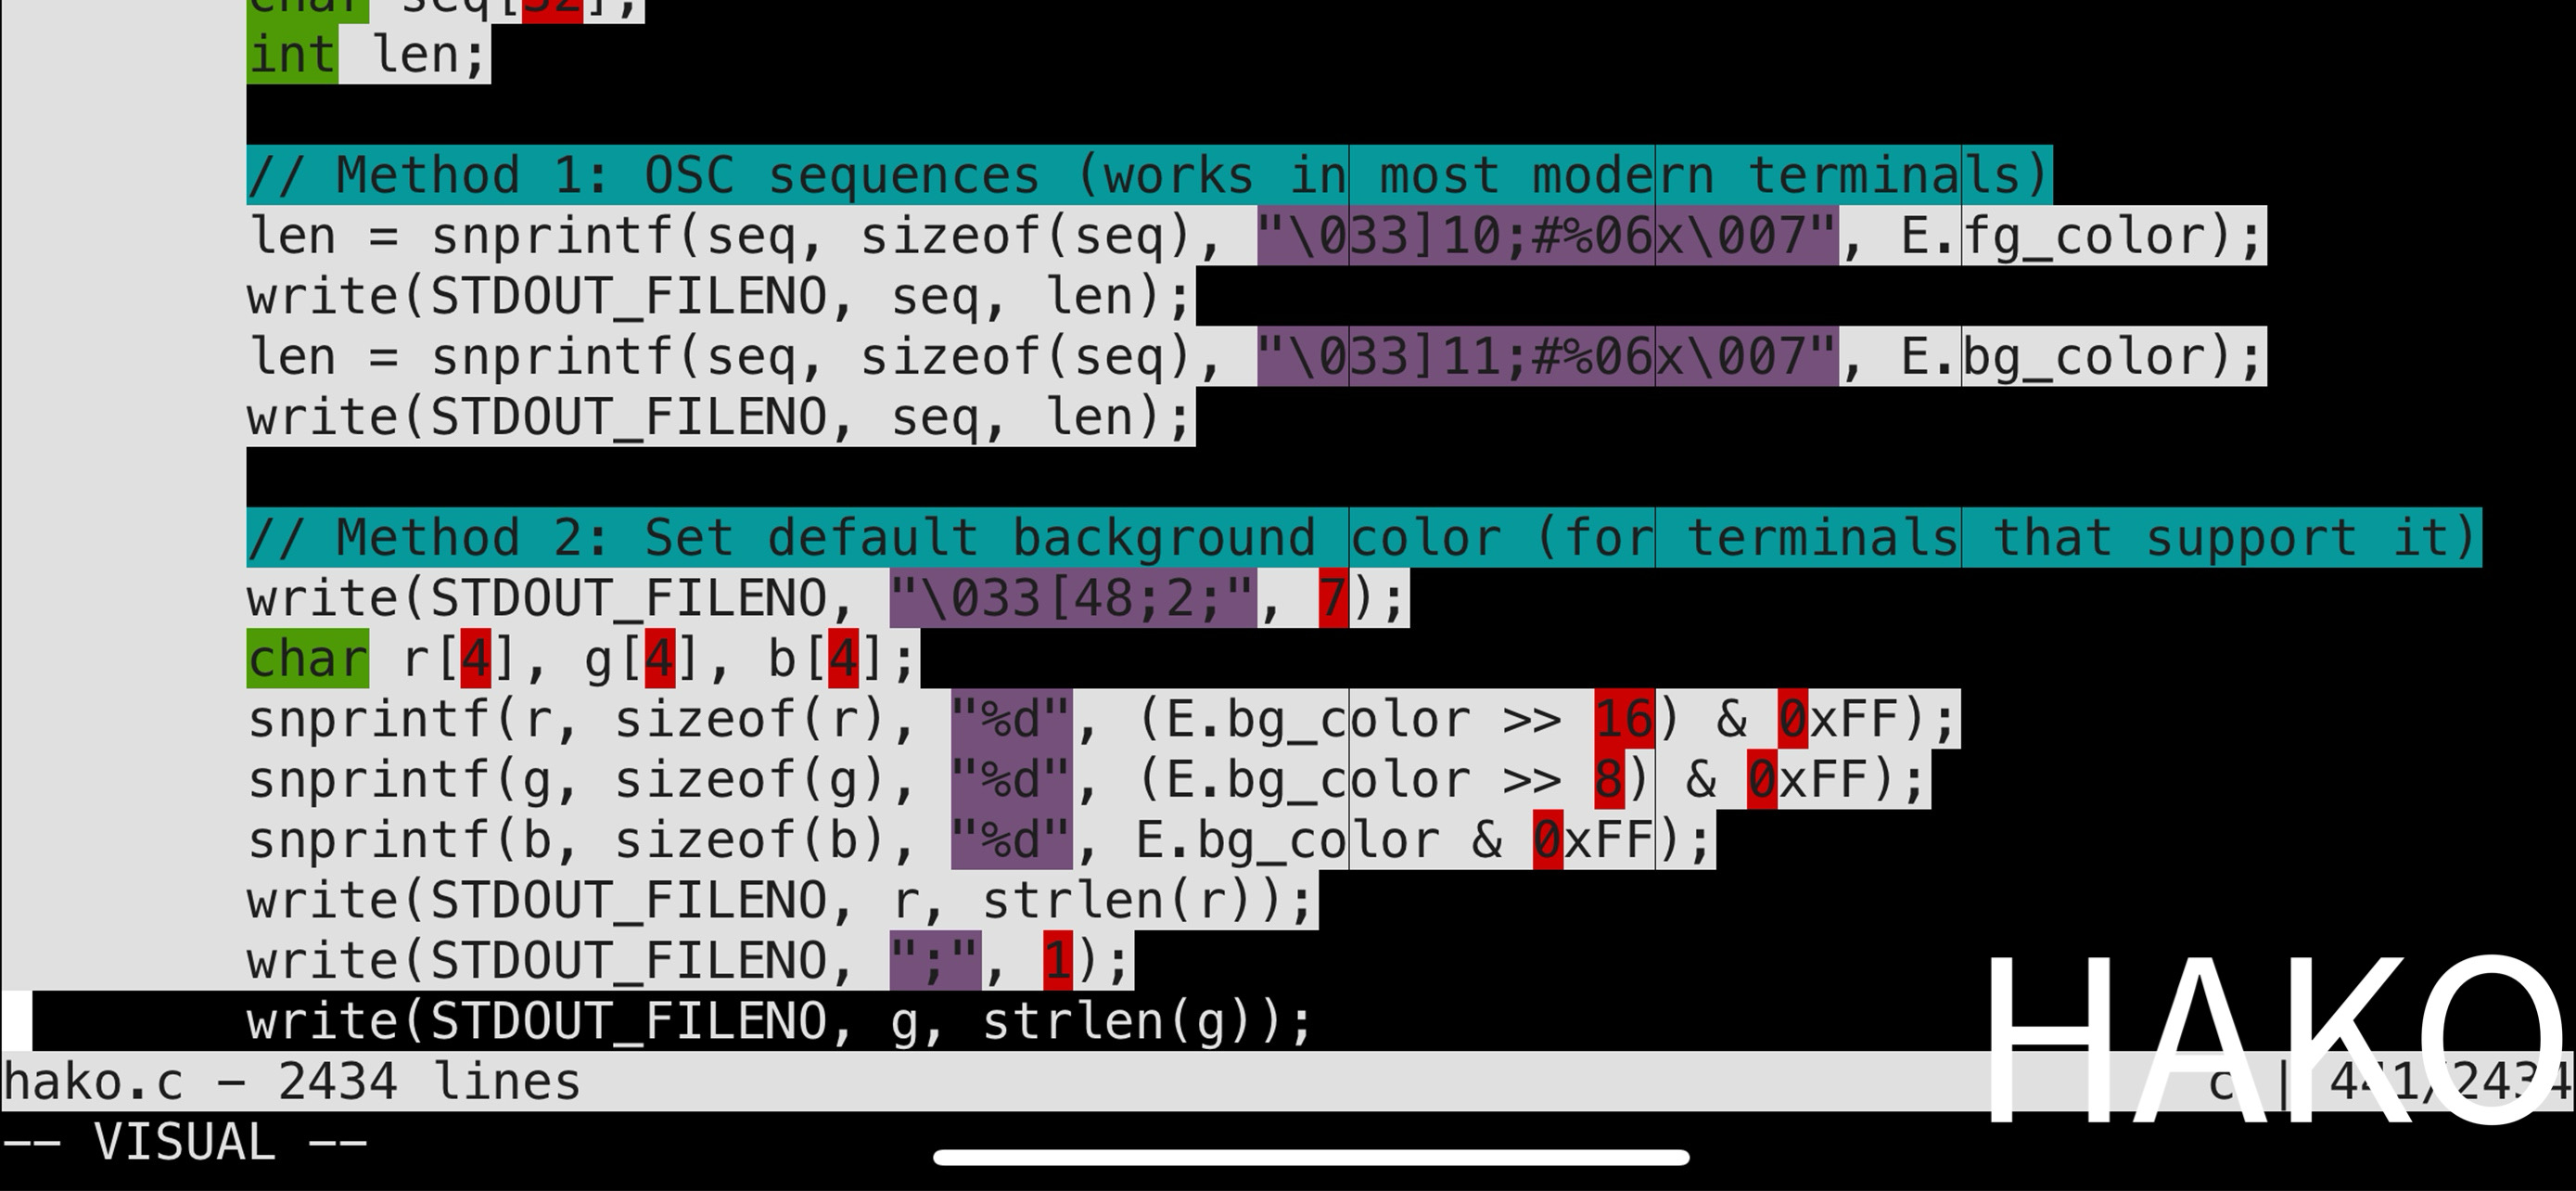 char seq[32];
int len;
// Method 1: OSC sequences (works in most modern terminals)
len = snprintf(seq, sizeof(seq), "\033]10;#%06x\007", E.fg_color);
write(STDOUT_FILENO, seq, len);
len = snprintf(seq, sizeof(seq), "\033]11;#%06x\007", E.bg_color);
write(STDOUT_FILENO, seq, len);
// Method 2: Set default background color (for terminals that support it)
write(STDOUT_FILENO, "\033[48;2;", 7);
char r[4], g[4], b[4];
snprintf(r, sizeof(r), "%d", (E.bg_color >> 16) & 0xFF);
snprintf(g, sizeof(g), "%d", (E.bg_color >> 8) & 0xFF);
snprintf(b, sizeof(b), "%d", E.bg_color & 0xFF);
write(STDOUT_FILENO, r, strlen(r));
write(STDOUT_FILENO, ";", 1);
write(STDOUT_FILENO, g, strlen(g));
HAKO
hako.c – 2434 lines c | 441/2434
-- VISUAL --